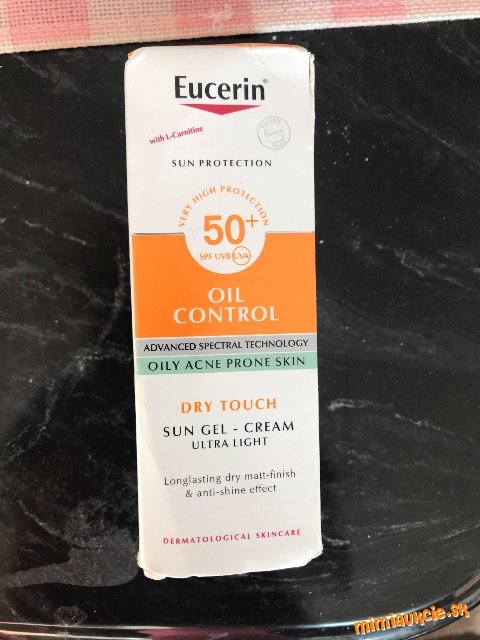 Eucerin®
with L-Carnitine
SUN PROTECTION
VERY HIGH PROTECTION
50+
SPF UVB UVA
OIL
CONTROL
ADVANCED SPECTRAL TECHNOLOGY
OILY ACNE PRONE SKIN
DRY TOUCH
SUN GEL - CREAM
ULTRA LIGHT
Longlasting dry matt-finish
& anti-shine effect
DERMATOLOGICAL SKINCARE
mimiaukcie.sk